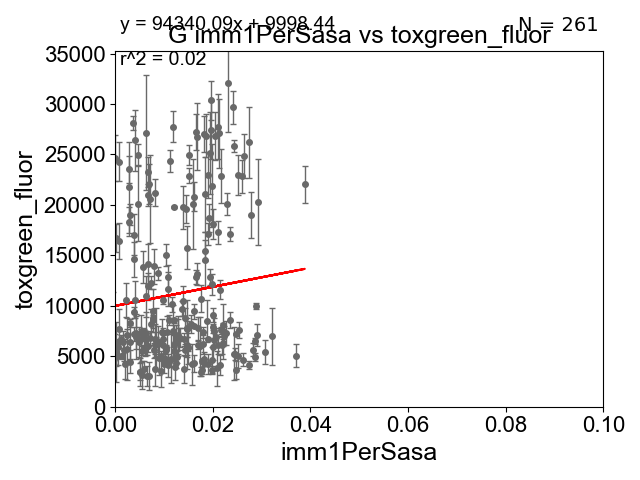 y = 94340.09x + 9998.44
N = 261
G imm1PerSasa vs toxgreen_fluor
r^2 = 0.02
35000
30000
25000
20000
15000
10000
5000
0
toxgreen_fluor
0.00 0.02 0.04 0.06 0.08 0.10
imm1PerSasa